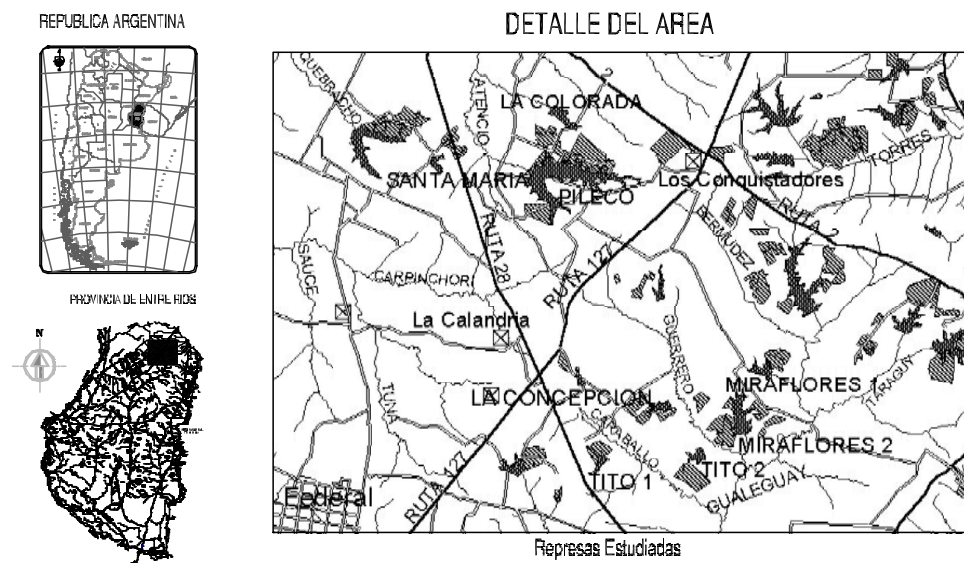 REPUBLICA ARGENTINA
DETALLE DEL AREA
QUEBRACHO
ATENCIO
2
LA COLORADA
TORRES
SANTA MARIA
PILECO
Los Conquistadores
BERMUDEZ
RUTA 2
RUTA 28
RUTA 127
SAUCE
CARPINCHORI
PROVINCIA DE ENTRE RIOS
N
La Calandria
GUERRERO
TUNA
LA CONCEPCION
MIRAFLORES 1
CARABALLO
MIRAFLORES 2
RUTA 127
TITO 1
TITO 2
GUALEGUAY
Federal
Represas Estudiadas